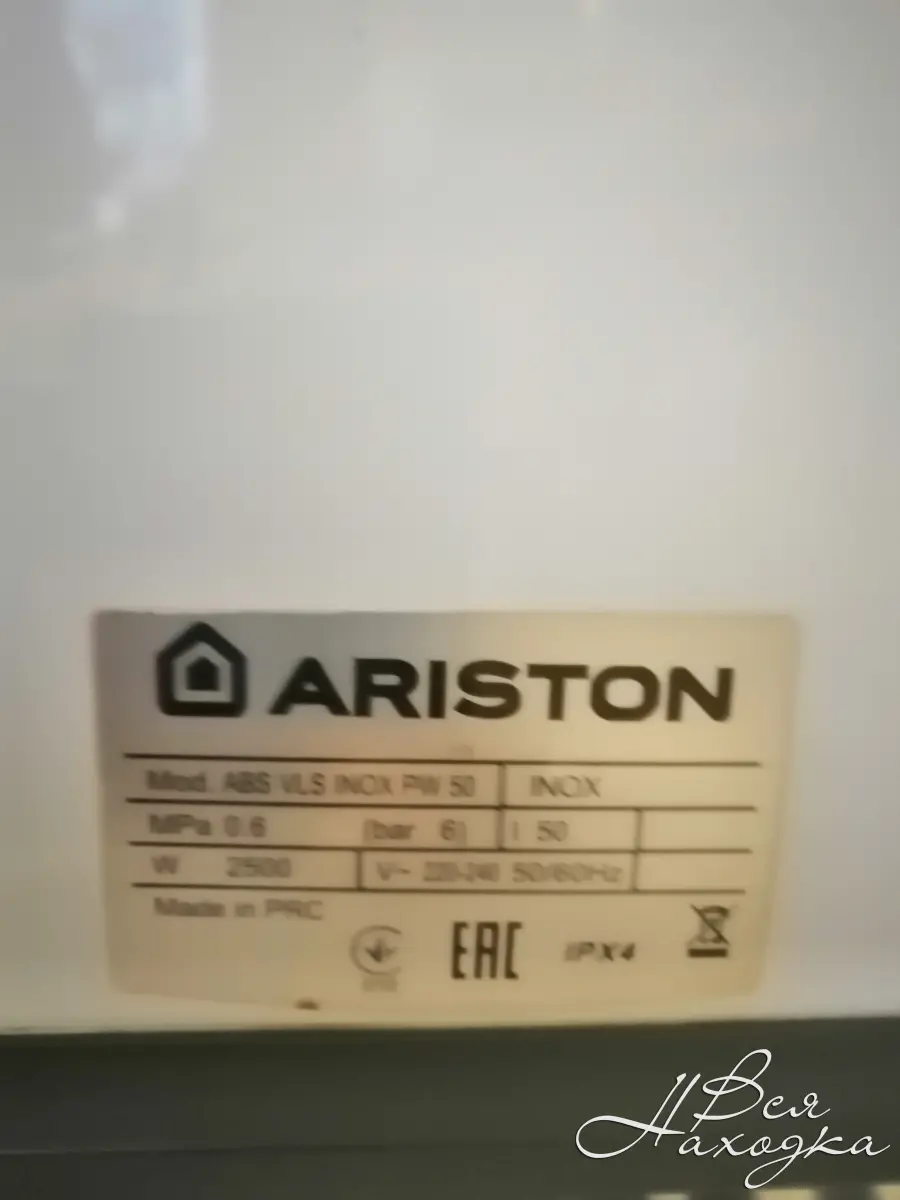 ARISTON
Mod. ABS VLS INOX PW 50 INOX
MPa 0.6 (bar 6) l 50
W 2500 V~ 220-240 50/60Hz
Made in PRC
EAC IPX4
Вся
Находка